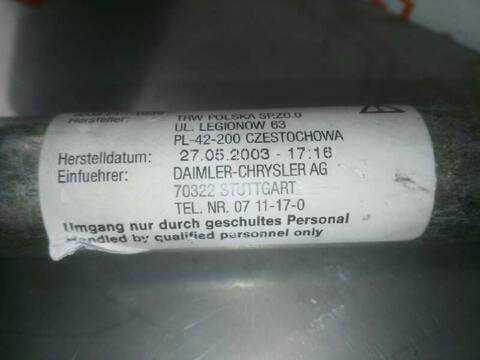 Hersteller: TRW POLSKA SP.ZO.O
UL. LEGIONOW 63
PL-42-200 CZESTOCHOWA
Herstelldatum: 27.05.2003 - 17:16
Einfuehrer: DAIMLER-CHRYSLER AG
70322 STUTTGART
TEL. NR. 07 11-17-0
Umgang nur durch geschultes Personal
Handled by qualified personnel only